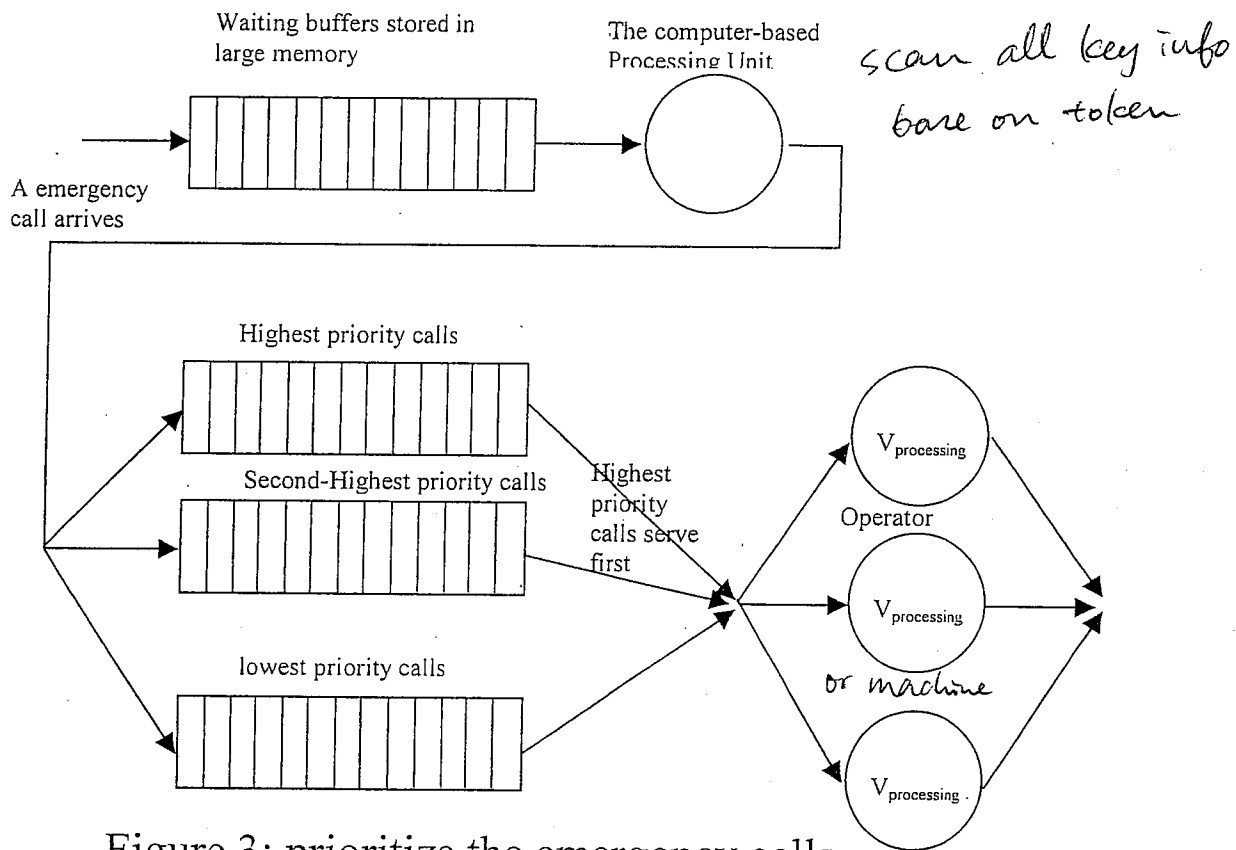 Waiting buffers stored in
large memory
The computer-based
Processing Unit
scan all key info
base on token
A emergency
call arrives
Highest priority calls
Second-Highest priority calls
Highest
priority
calls serve
first
lowest priority calls
Vprocessing
Operator
Vprocessing
or machine
Vprocessing
Figure 3: prioritize the emergency calls